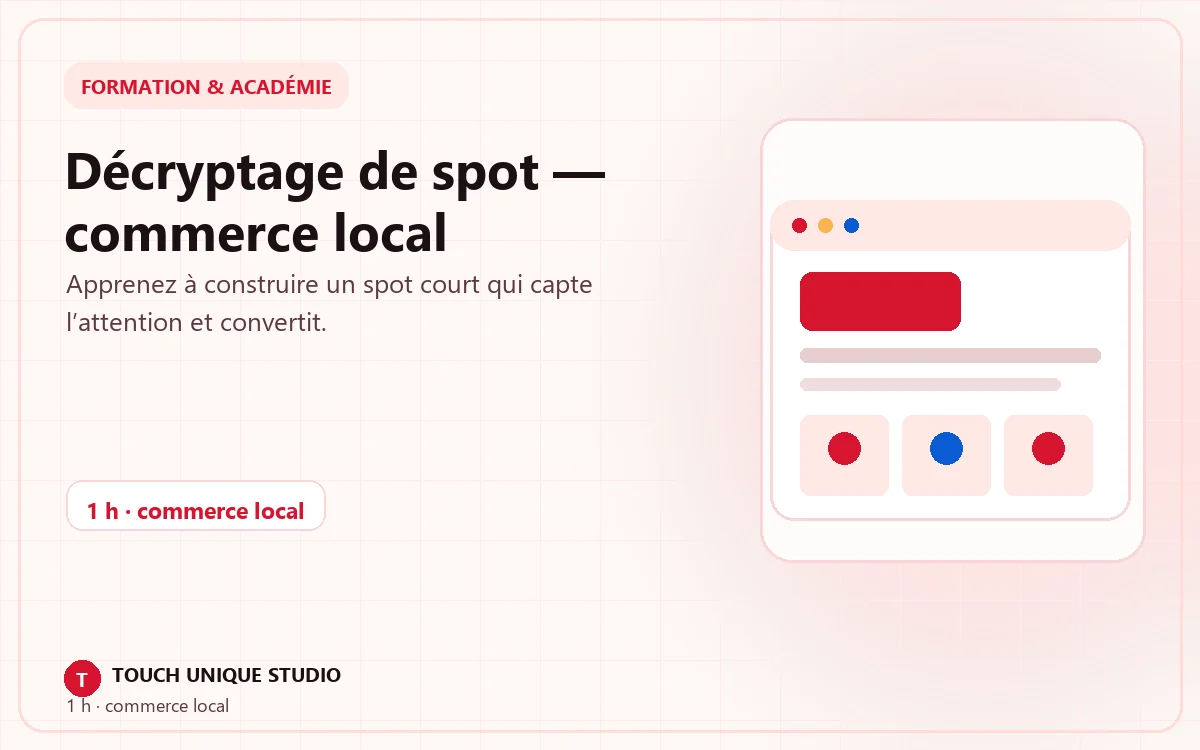 FORMATION & ACADÉMIE
Décryptage de spot —
commerce local
Apprenez à construire un spot court qui capte
l’attention et convertit.
1 h · commerce local
T
TOUCH UNIQUE STUDIO
1 h · commerce local